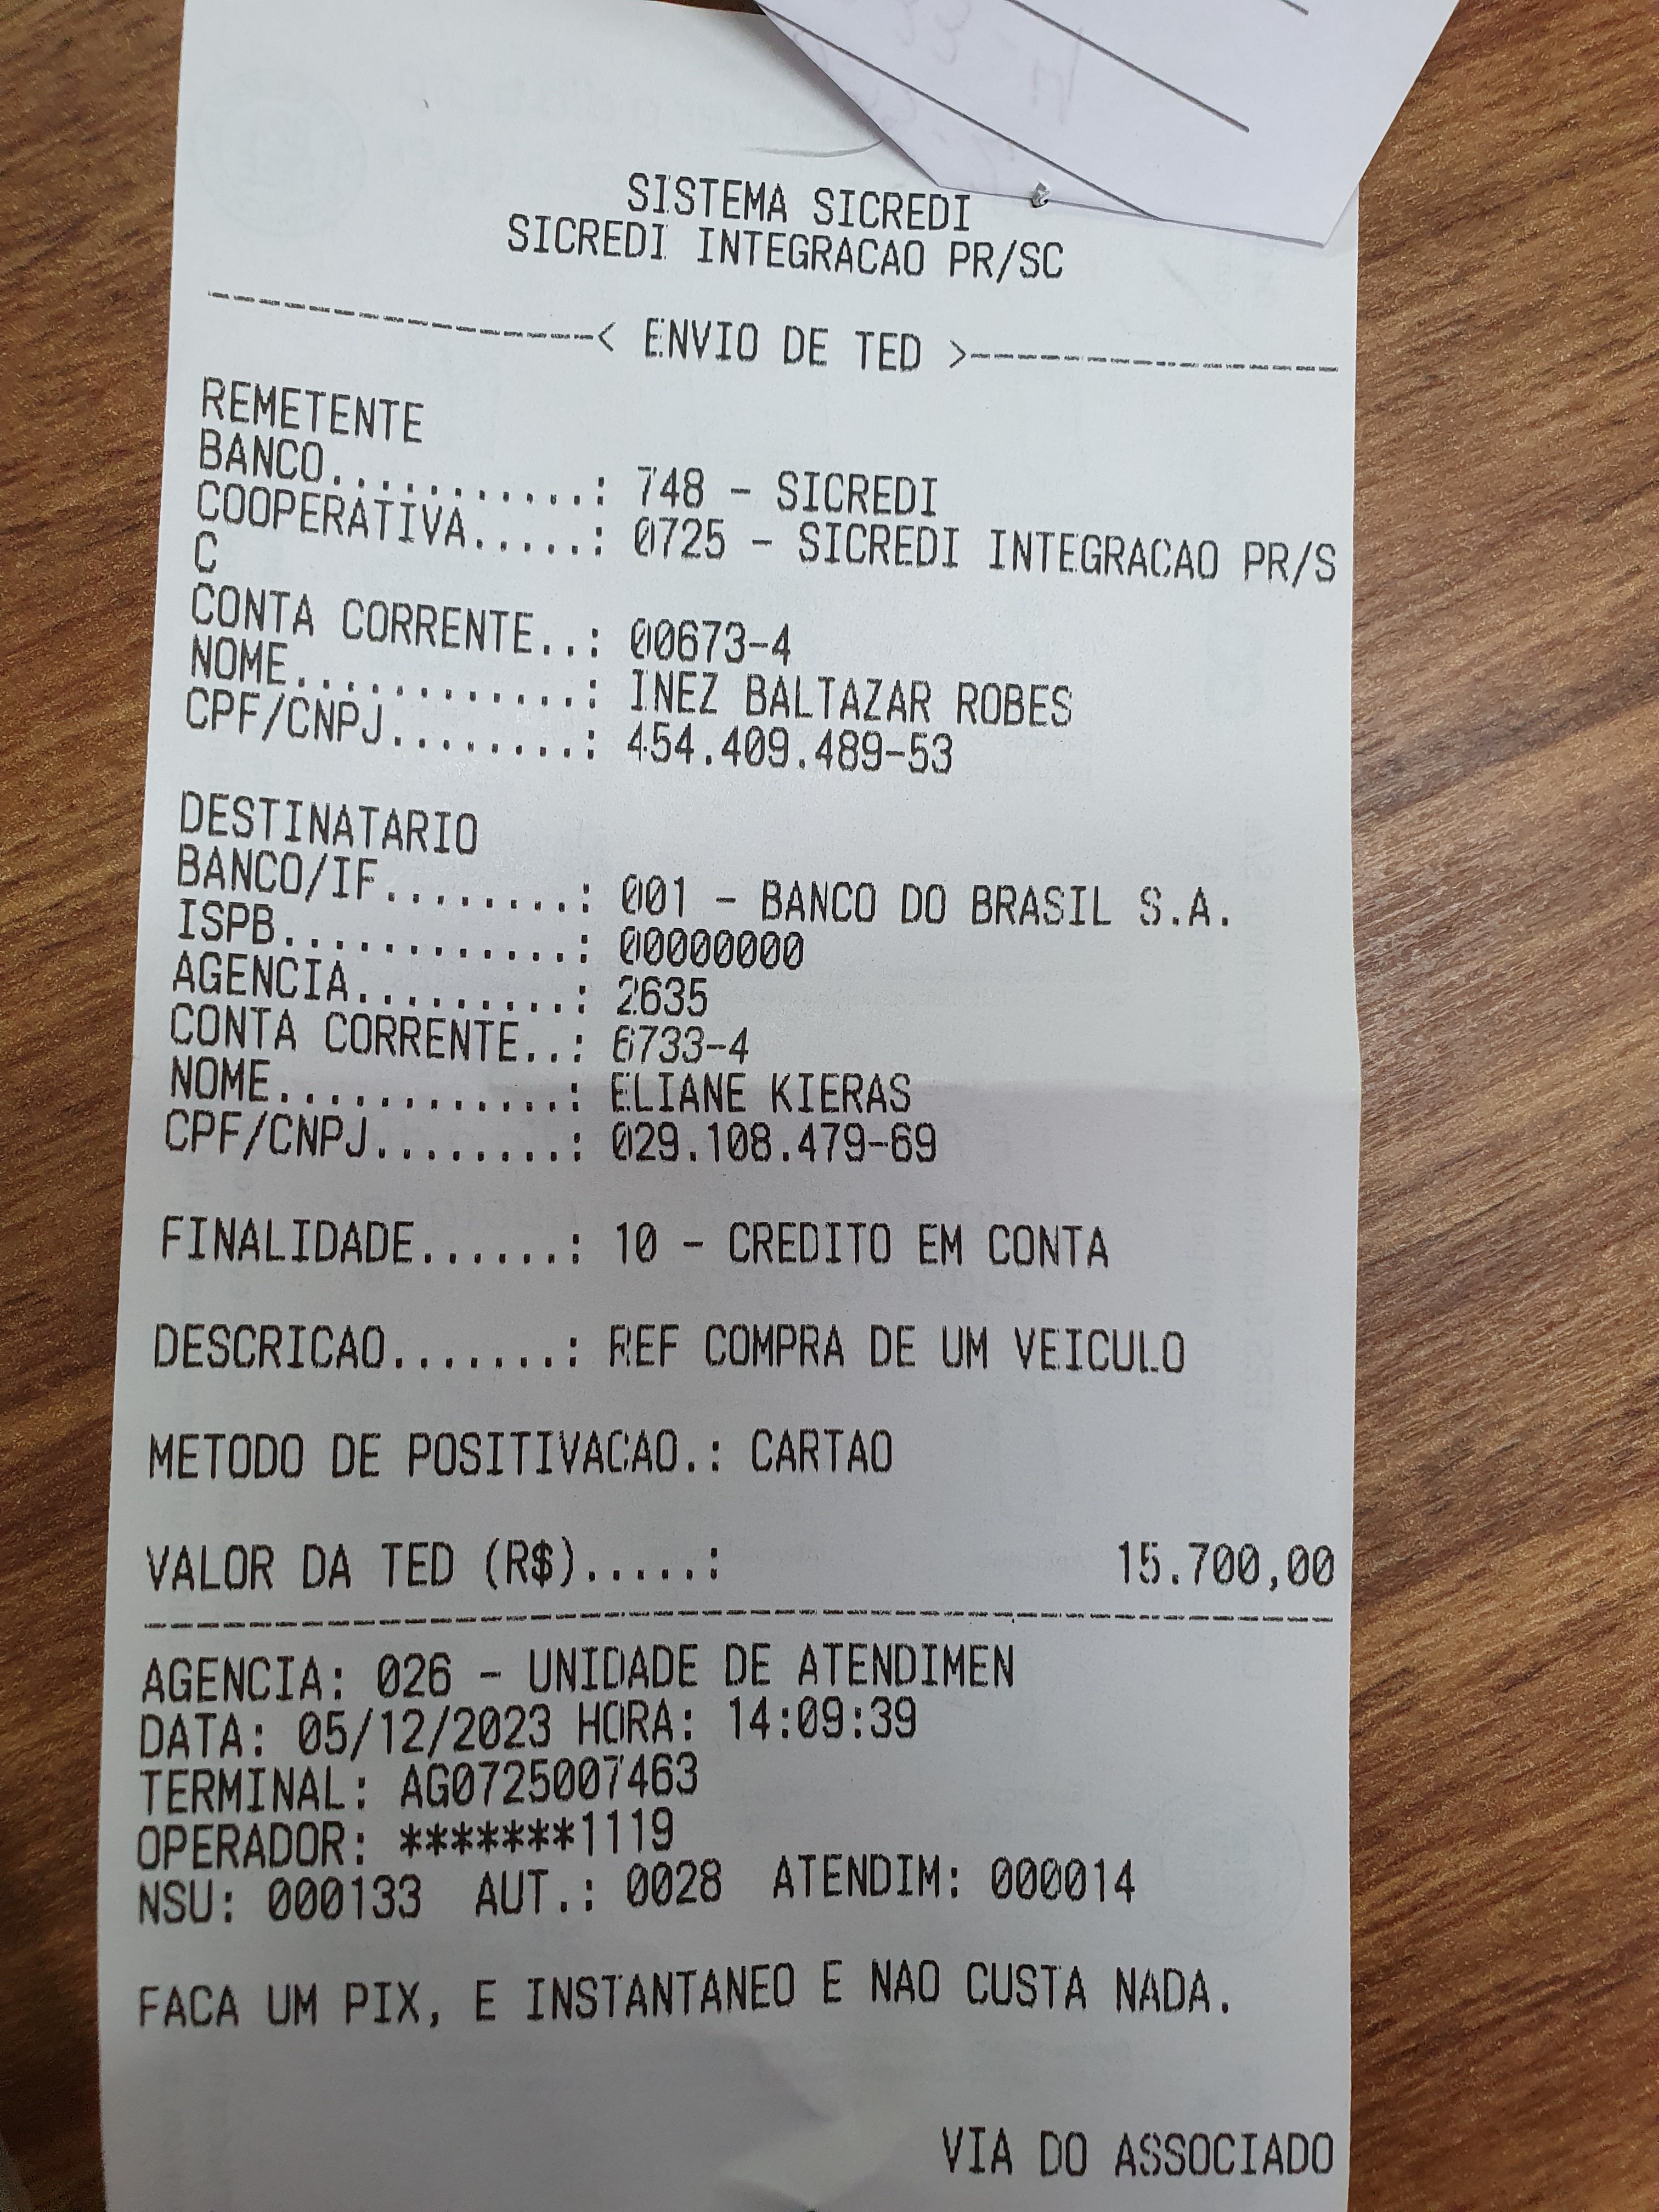 SISTEMA SICREDI
SICREDI INTEGRACAO PR/SC
----------------< ENVIO DE TED >----------------
REMETENTE
BANCO...........: 748 - SICREDI
COOPERATIVA.....: 0725 - SICREDI INTEGRACAO PR/S
C
CONTA CORRENTE..: 00673-4
NOME............: INEZ BALTAZAR ROBES
CPF/CNPJ........: 454.409.489-53
DESTINATARIO
BANCO/IF........: 001 - BANCO DO BRASIL S.A.
ISPB............: 00000000
AGENCIA.........: 2635
CONTA CORRENTE..: 6733-4
NOME............: ELIANE KIERAS
CPF/CNPJ........: 029.108.479-69
FINALIDADE......: 10 - CREDITO EM CONTA
DESCRICAO.......: REF COMPRA DE UM VEICULO
METODO DE POSITIVACAO.: CARTAO
VALOR DA TED (R$).....: 15.700,00
AGENCIA: 026 - UNIDADE DE ATENDIMEN
DATA: 05/12/2023 HORA: 14:09:39
TERMINAL: AG0725007463
OPERADOR: *******1119
NSU: 000133 AUT.: 0028 ATENDIM: 000014
FACA UM PIX, E INSTANTANEO E NAO CUSTA NADA.
VIA DO ASSOCIADO